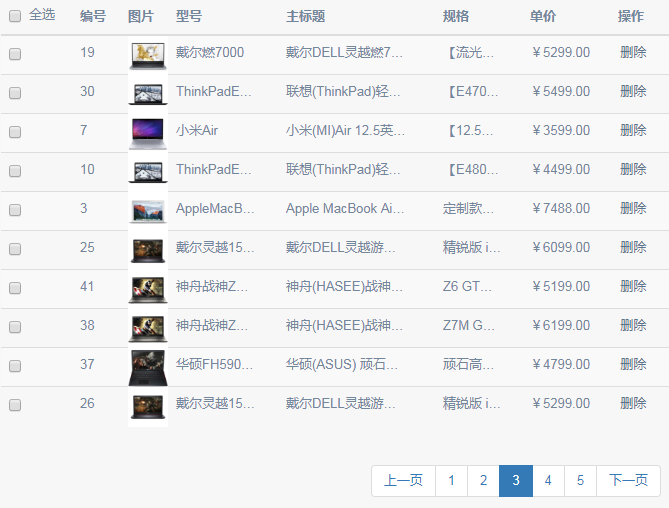 全选 编号 图片 型号 主标题 规格 单价 操作
19 戴尔燃7000 戴尔DELL灵越燃7... 【流光... ￥5299.00 删除
30 ThinkPadE... 联想(ThinkPad)轻... 【E470... ￥5499.00 删除
7 小米Air 小米(MI)Air 12.5英... 【12.5... ￥3599.00 删除
10 ThinkPadE... 联想(ThinkPad)轻... 【E480... ￥4499.00 删除
3 AppleMacB... Apple MacBook Ai... 定制款... ￥7488.00 删除
25 戴尔灵越15... 戴尔DELL灵越游... 精锐版 i... ￥6099.00 删除
41 神舟战神Z... 神舟(HASEE)战神... Z6 GT... ￥5199.00 删除
38 神舟战神Z... 神舟(HASEE)战神... Z7M G... ￥6199.00 删除
37 华硕FH590... 华硕(ASUS) 顽石... 顽石高... ￥4799.00 删除
26 戴尔灵越15... 戴尔DELL灵越游... 精锐版 i... ￥5299.00 删除
上一页 1 2 3 4 5 下一页